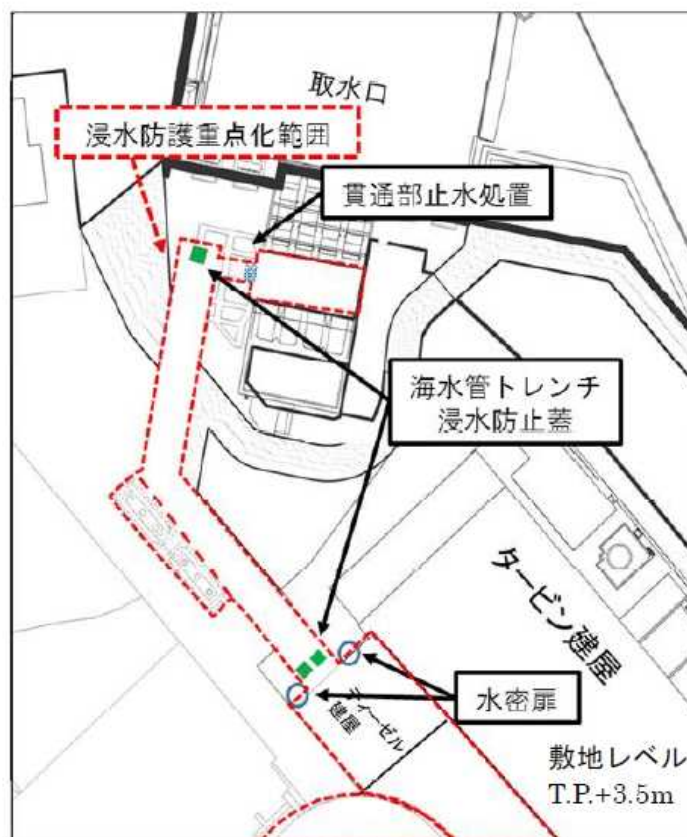 取水口
浸水防護重点化範囲
貫通部止水処置
海水管トレンチ
浸水防止蓋
タービン建屋
水密扉
ディーゼル
建屋
敷地レベル
T.P.+3.5m